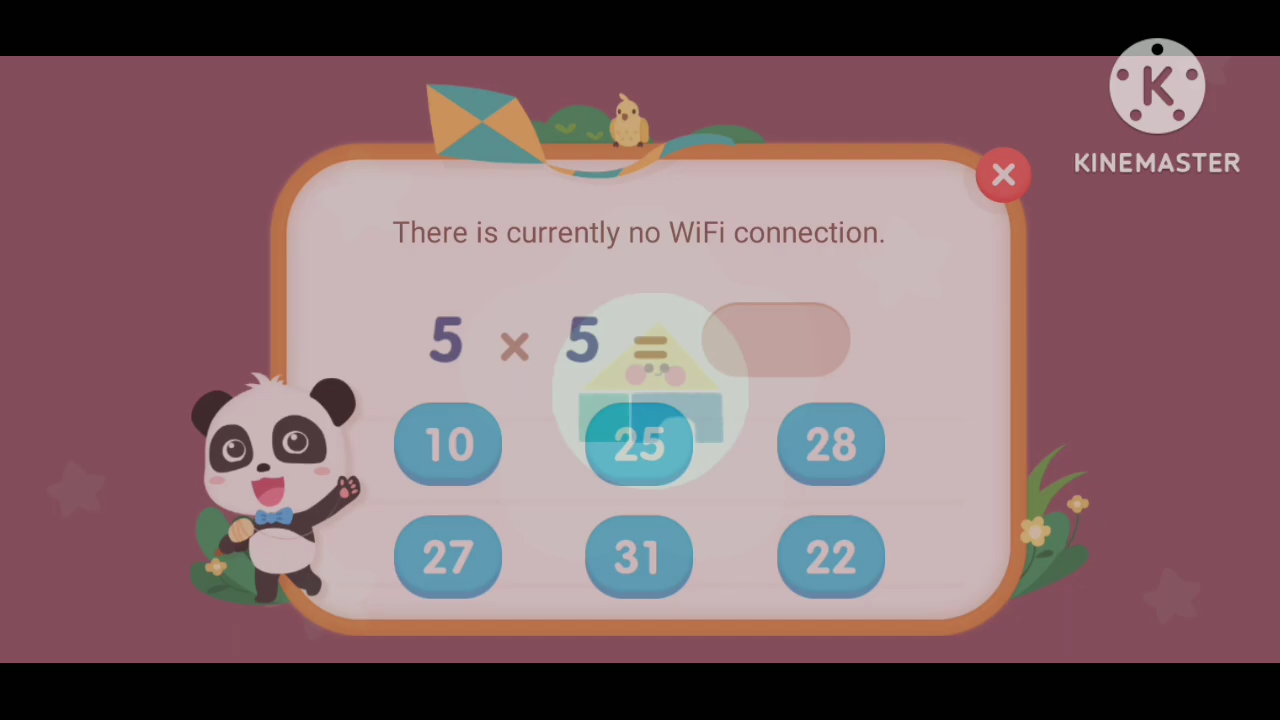 K
KINEMASTER
There is currently no WiFi connection.
5 × 5 =
10 25 28
27 31 22